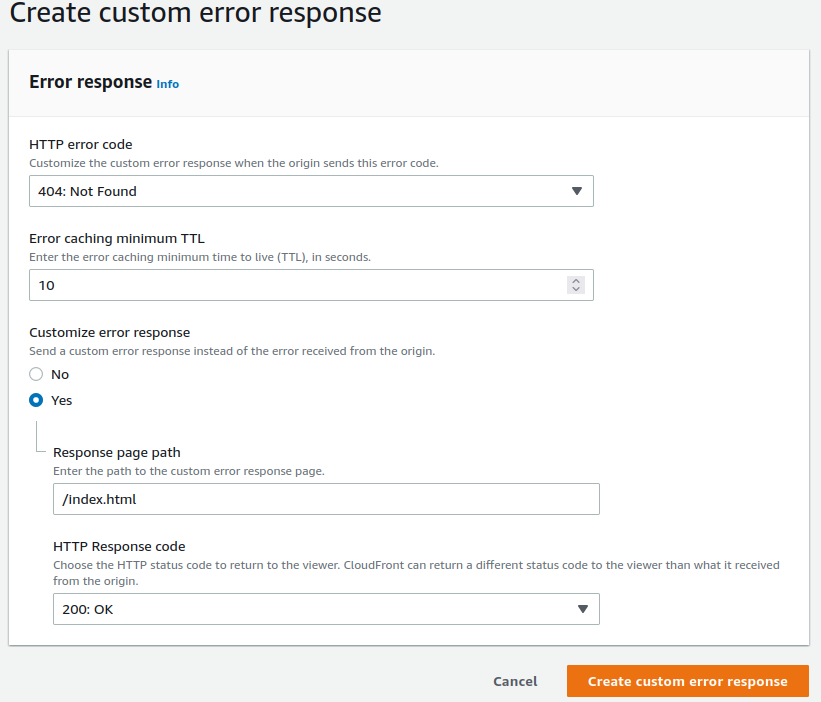 Create custom error response
Error response Info
HTTP error code
Customize the custom error response when the origin sends this error code.
404: Not Found
Error caching minimum TTL
Enter the error caching minimum time to live (TTL), in seconds.
10
Customize error response
Send a custom error response instead of the error received from the origin.
No
Yes
Response page path
Enter the path to the custom error response page.
/index.html
HTTP Response code
Choose the HTTP status code to return to the viewer. CloudFront can return a different status code to the viewer than what it received
from the origin.
200: OK
Cancel Create custom error response